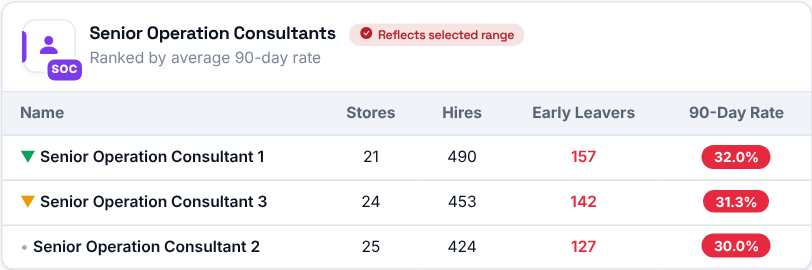 Senior Operation Consultants Reflects selected range
Ranked by average 90-day rate
SOC
Name Stores Hires Early Leavers 90-Day Rate
Senior Operation Consultant 1 21 490 157 32.0%
Senior Operation Consultant 3 24 453 142 31.3%
Senior Operation Consultant 2 25 424 127 30.0%